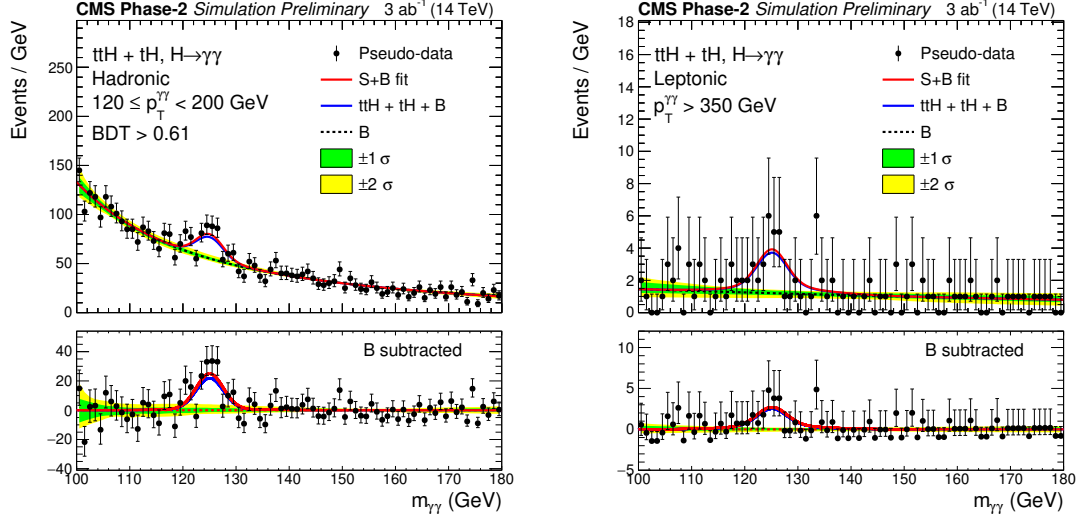 CMS Phase-2 Simulation Preliminary 3 ab⁻¹ (14 TeV)
Events / GeV
250
200
150
100
50
0
ttH + tH, H→γγ
Hadronic
120 ≤ p_T^γγ < 200 GeV
BDT > 0.61
Pseudo-data
S+B fit
ttH + tH + B
B
±1 σ
±2 σ
B subtracted
40
20
0
−20
−40
100 110 120 130 140 150 160 170 180
m_γγ (GeV)
CMS Phase-2 Simulation Preliminary 3 ab⁻¹ (14 TeV)
Events / GeV
18
16
14
12
10
8
6
4
2
0
ttH + tH, H→γγ
Leptonic
p_T^γγ > 350 GeV
Pseudo-data
S+B fit
ttH + tH + B
B
±1 σ
±2 σ
B subtracted
10
5
0
−5
100 110 120 130 140 150 160 170 180
m_γγ (GeV)